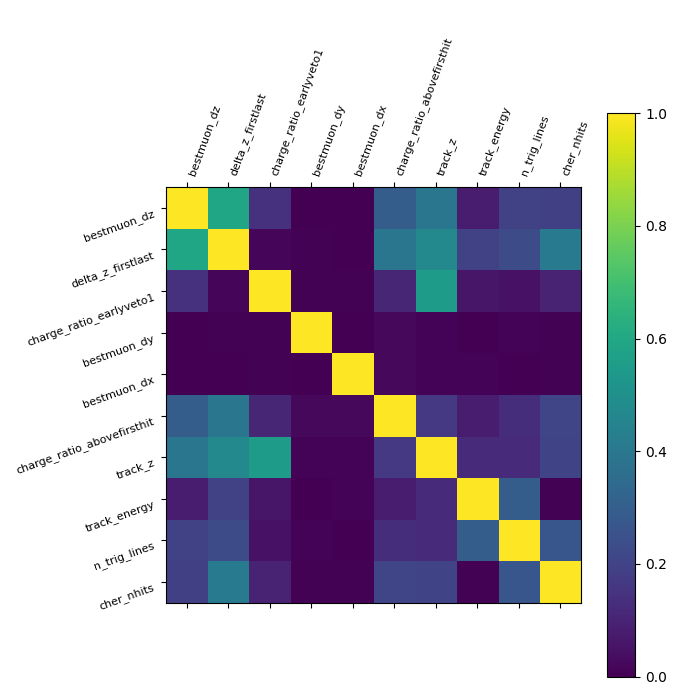 bestmuon_dz
delta_z_firstlast
charge_ratio_earlyveto1
bestmuon_dy
bestmuon_dx
charge_ratio_abovefirsthit
track_z
track_energy
n_trig_lines
cher_nhits
bestmuon_dz
delta_z_firstlast
charge_ratio_earlyveto1
bestmuon_dy
bestmuon_dx
charge_ratio_abovefirsthit
track_z
track_energy
n_trig_lines
cher_nhits
1.0
0.8
0.6
0.4
0.2
0.0